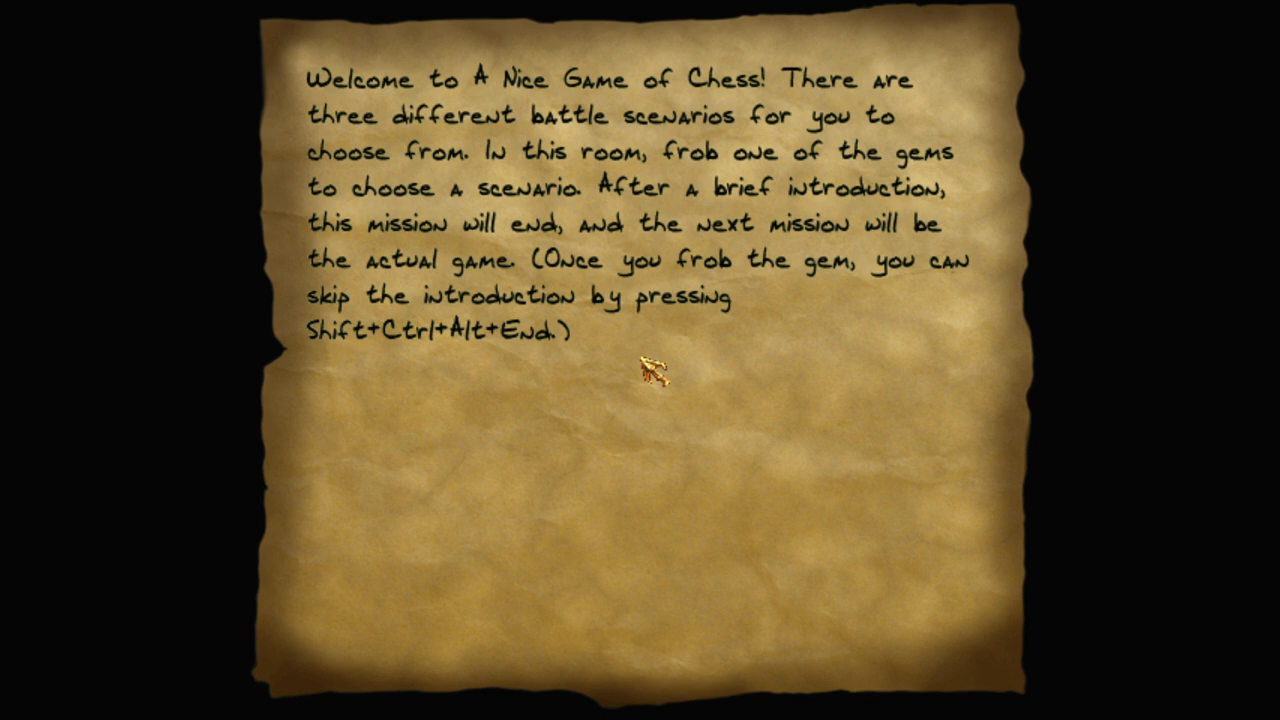 Welcome to A Nice Game of Chess! There are
three different battle scenarios for you to
choose from. In this room, frob one of the gems
to choose a scenario. After a brief introduction,
this mission will end, and the next mission will be
the actual game. (Once you frob the gem, you can
skip the introduction by pressing
Shift+Ctrl+Alt+End.)